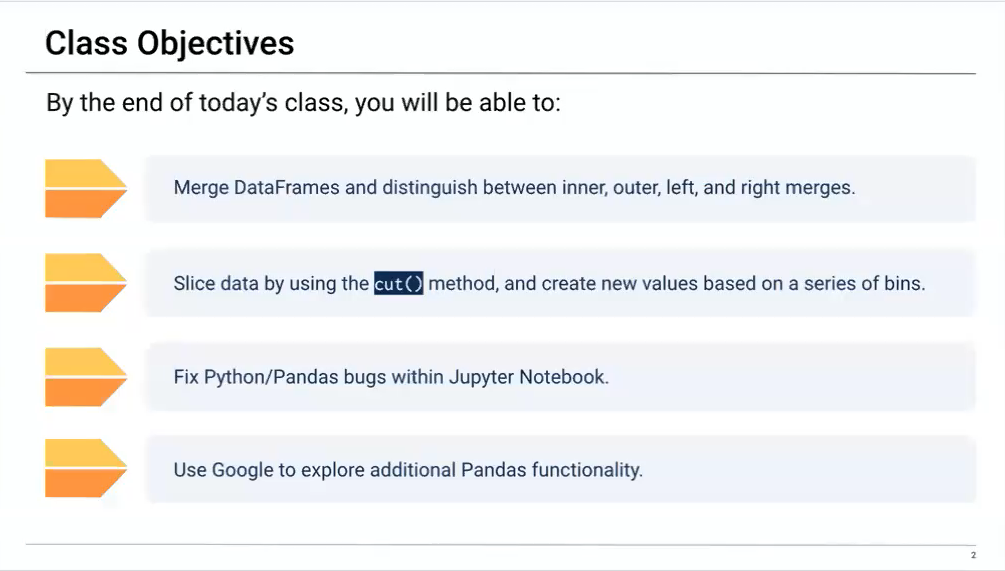 Class Objectives
By the end of today’s class, you will be able to:
Merge DataFrames and distinguish between inner, outer, left, and right merges.
Slice data by using the cut() method, and create new values based on a series of bins.
Fix Python/Pandas bugs within Jupyter Notebook.
Use Google to explore additional Pandas functionality.
2